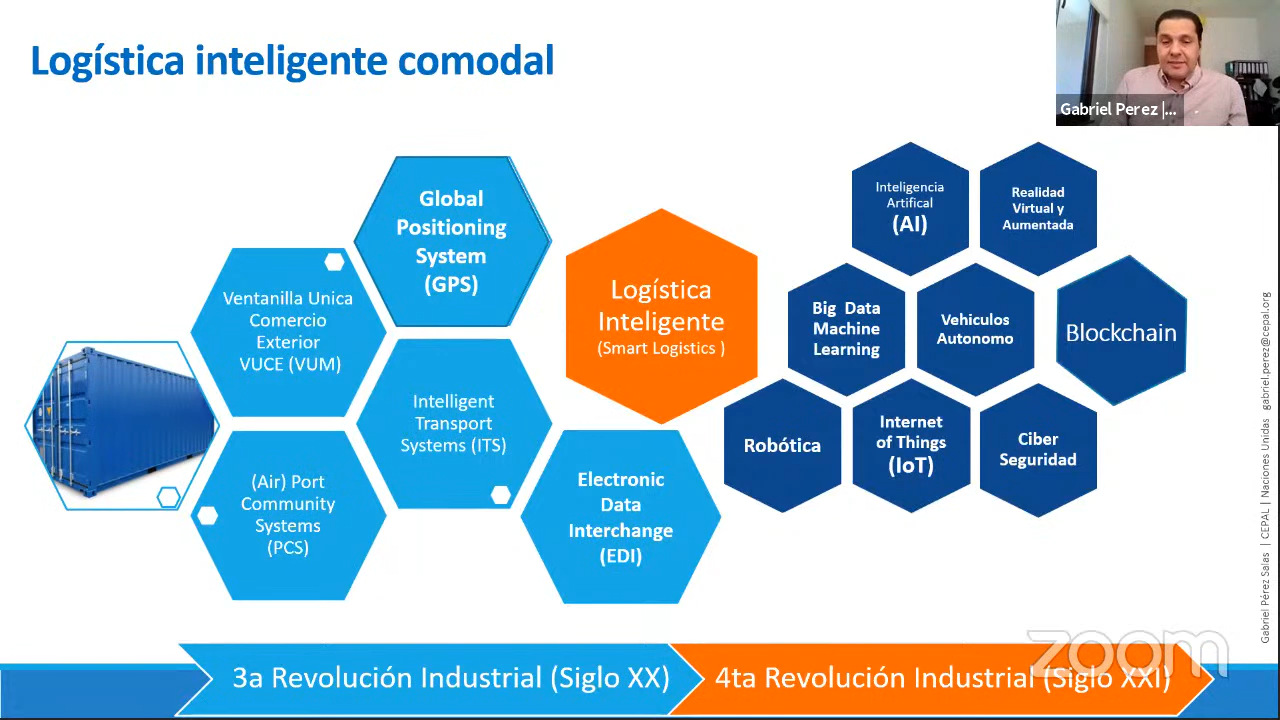 Logística inteligente comodal
Gabriel Perez |...
Global
Positioning
System
(GPS)
Ventanilla Unica
Comercio
Exterior
VUCE (VUM)
Intelligent
Transport
Systems (ITS)
(Air) Port
Community
Systems
(PCS)
Electronic
Data
Interchange
(EDI)
Logística
Inteligente
(Smart Logistics )
Inteligencia
Artifical
(AI)
Realidad
Virtual y
Aumentada
Big Data
Machine
Learning
Vehiculos
Autonomo
Blockchain
Robótica
Internet
of Things
(IoT)
Ciber
Seguridad
Gabriel Pérez Salas | CEPAL | Naciones Unidas gabriel.perez@cepal.org
3a Revolución Industrial (Siglo XX)
4ta Revolución Industrial (Siglo XXI)
zoom